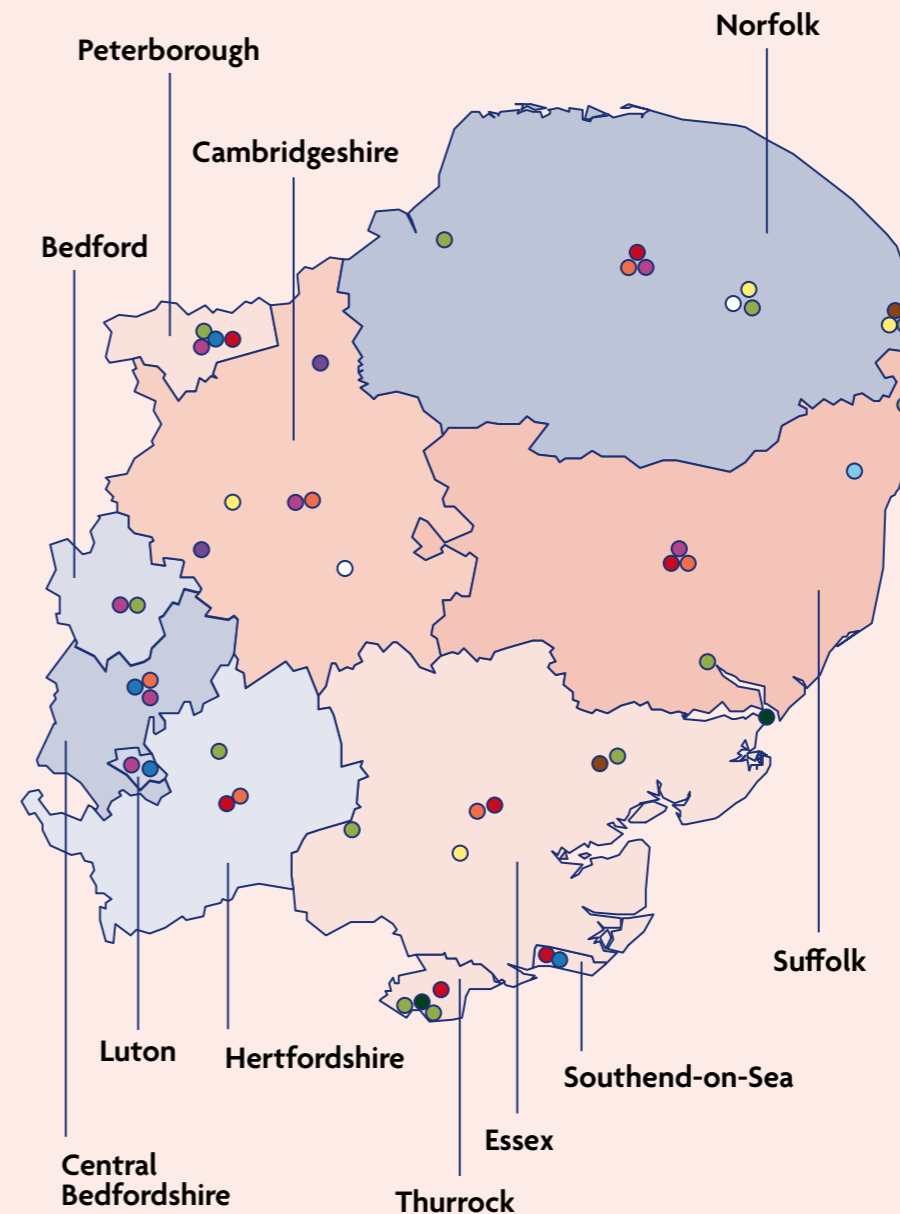 Norfolk
Peterborough
Cambridgeshire
Bedford
Suffolk
Luton
Hertfordshire
Southend-on-Sea
Essex
Central
Bedfordshire
Thurrock